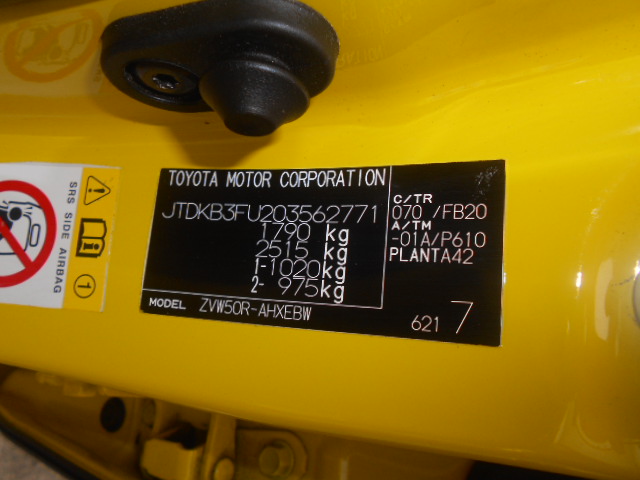 TOYOTA MOTOR CORPORATION
JTDKB3FU203562771
1790 kg
2515 kg
1-1020kg
2- 975kg
C/TR
070 /FB20
A/TM
-01A/P610
PLANTA42
MODEL ZVW50R-AHXEBW
621 7
SRS SIDE AIRBAG
1